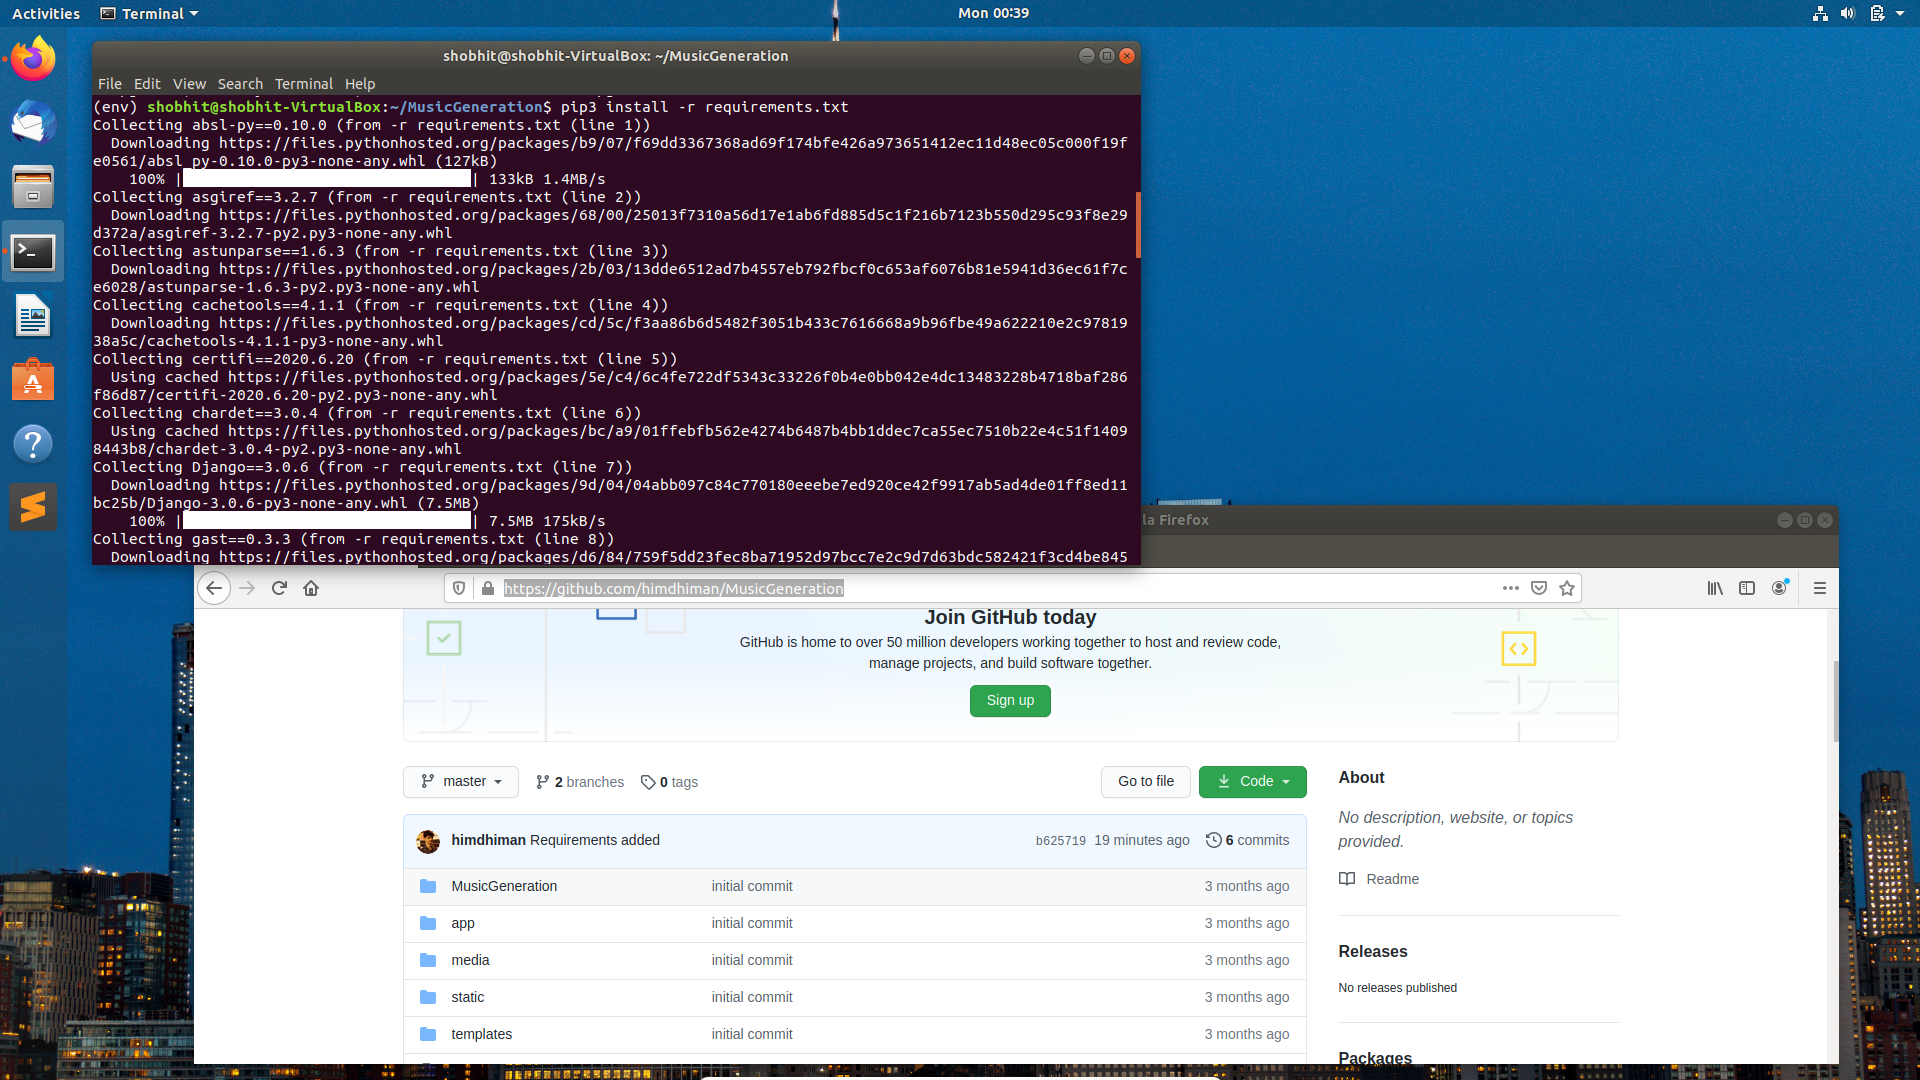 Activities
Terminal
Mon 00:39
shobhit@shobhit-VirtualBox: ~/MusicGeneration
File Edit View Search Terminal Help
(env) shobhit@shobhit-VirtualBox:~/MusicGeneration$ pip3 install -r requirements.txt
Collecting absl-py==0.10.0 (from -r requirements.txt (line 1))
  Downloading https://files.pythonhosted.org/packages/b9/07/f69dd3367368ad69f174bfe426a973651412ec11d48ec05c000f19f
e0561/absl_py-0.10.0-py3-none-any.whl (127kB)
    100% |                                | 133kB 1.4MB/s
Collecting asgiref==3.2.7 (from -r requirements.txt (line 2))
  Downloading https://files.pythonhosted.org/packages/68/00/25013f7310a56d17e1ab6fd885d5c1f216b7123b550d295c93f8e29
d372a/asgiref-3.2.7-py2.py3-none-any.whl
Collecting astunparse==1.6.3 (from -r requirements.txt (line 3))
  Downloading https://files.pythonhosted.org/packages/2b/03/13dde6512ad7b4557eb792fbcf0c653af6076b81e5941d36ec61f7c
e6028/astunparse-1.6.3-py2.py3-none-any.whl
Collecting cachetools==4.1.1 (from -r requirements.txt (line 4))
  Downloading https://files.pythonhosted.org/packages/cd/5c/f3aa86b6d5482f3051b433c7616668a9b96fbe49a622210e2c97819
38a5c/cachetools-4.1.1-py3-none-any.whl
Collecting certifi==2020.6.20 (from -r requirements.txt (line 5))
  Using cached https://files.pythonhosted.org/packages/5e/c4/6c4fe722df5343c33226f0b4e0bb042e4dc13483228b4718baf286
f86d87/certifi-2020.6.20-py2.py3-none-any.whl
Collecting chardet==3.0.4 (from -r requirements.txt (line 6))
  Using cached https://files.pythonhosted.org/packages/bc/a9/01ffebfb562e4274b6487b4bb1ddec7ca55ec7510b22e4c51f1409
8443b8/chardet-3.0.4-py2.py3-none-any.whl
Collecting Django==3.0.6 (from -r requirements.txt (line 7))
  Downloading https://files.pythonhosted.org/packages/9d/04/04abb097c84c770180eeebe7ed920ce42f9917ab5ad4de01ff8ed11
bc25b/Django-3.0.6-py3-none-any.whl (7.5MB)
    100% |                                | 7.5MB 175kB/s
Collecting gast==0.3.3 (from -r requirements.txt (line 8))
  Downloading https://files.pythonhosted.org/packages/d6/84/759f5dd23fec8ba71952d97bcc7e2c9d7d63bdc582421f3cd4be845
la Firefox
https://github.com/himdhiman/MusicGeneration
Join GitHub today
GitHub is home to over 50 million developers working together to host and review code,
manage projects, and build software together.
Sign up
master
2 branches
0 tags
Go to file
Code
himdhiman Requirements added
b625719 19 minutes ago
6 commits
MusicGeneration initial commit 3 months ago
app initial commit 3 months ago
media initial commit 3 months ago
static initial commit 3 months ago
templates initial commit 3 months ago
About
No description, website, or topics
provided.
Readme
Releases
No releases published
Packages